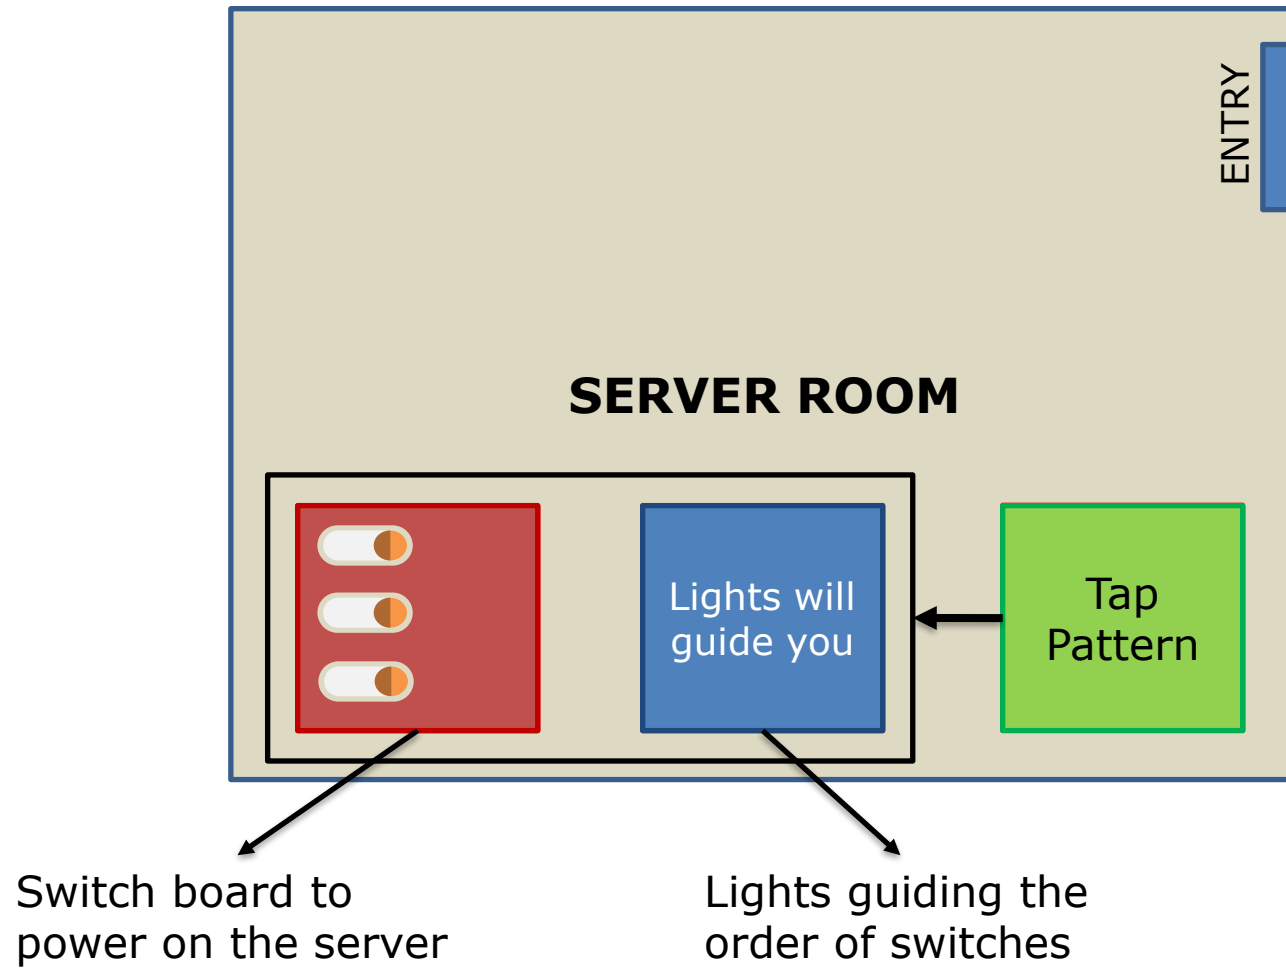 ENTRY
SERVER ROOM
Lights will
guide you
Tap
Pattern
Switch board to
power on the server
Lights guiding the
order of switches